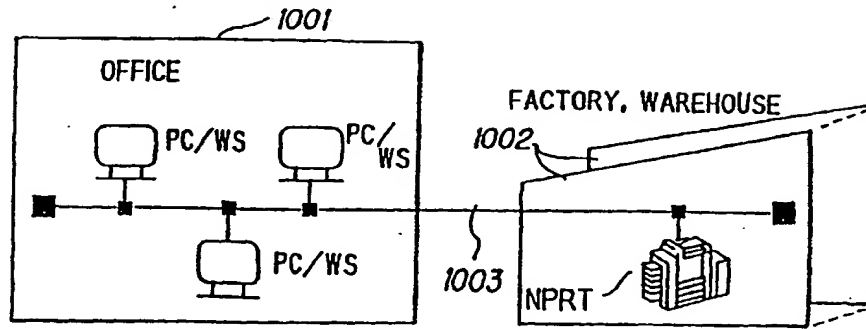 1001
OFFICE
PC/WS
PC/
WS
PC/WS
FACTORY, WAREHOUSE
1002
1003
NPRT